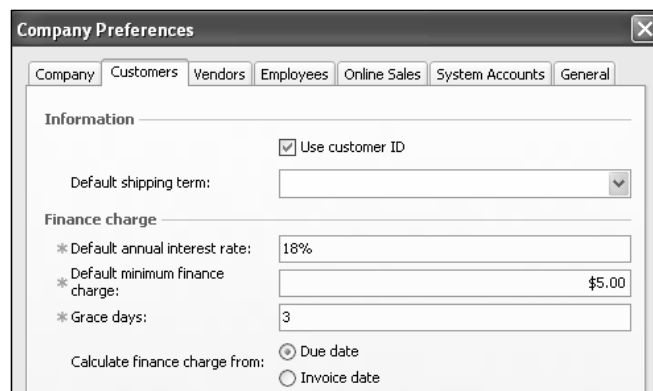 Company Preferences
Company Customers Vendors Employees Online Sales System Accounts General
Information
Use customer ID
Default shipping term:
Finance charge
* Default annual interest rate: 18%
* Default minimum finance charge: $5.00
* Grace days: 3
Calculate finance charge from: Due date
Invoice date